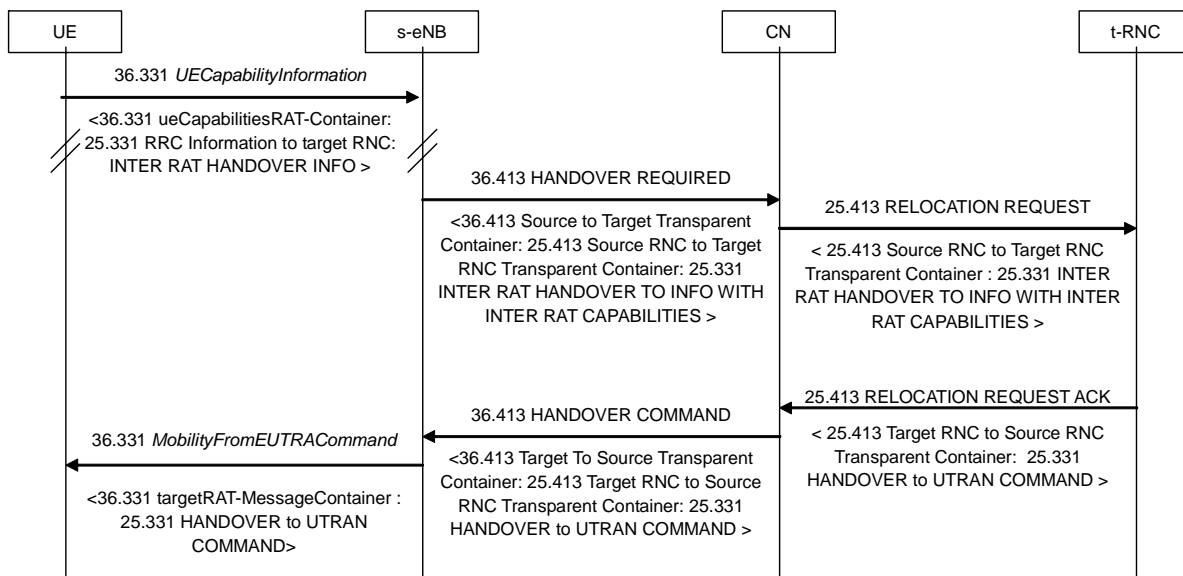 UE
s-eNB
CN
t-RNC
36.331 UECapabilityInformation
<36.331 ueCapabilitiesRAT-Container:
25.331 RRC Information to target RNC:
INTER RAT HANDOVER INFO >
36.413 HANDOVER REQUIRED
<36.413 Source to Target Transparent
Container: 25.413 Source RNC to Target
RNC Transparent Container: 25.331
INTER RAT HANDOVER TO INFO WITH
INTER RAT CAPABILITIES >
25.413 RELOCATION REQUEST
< 25.413 Source RNC to Target RNC
Transparent Container : 25.331 INTER
RAT HANDOVER TO INFO WITH INTER
RAT CAPABILITIES >
25.413 RELOCATION REQUEST ACK
< 25.413 Target RNC to Source RNC
Transparent Container: 25.331
HANDOVER to UTRAN COMMAND >
36.413 HANDOVER COMMAND
<36.413 Target To Source Transparent
Container: 25.413 Target RNC to Source
RNC Transparent Container: 25.331
HANDOVER to UTRAN COMMAND >
36.331 MobilityFromEUTRACommand
<36.331 targetRAT-MessageContainer :
25.331 HANDOVER to UTRAN
COMMAND>